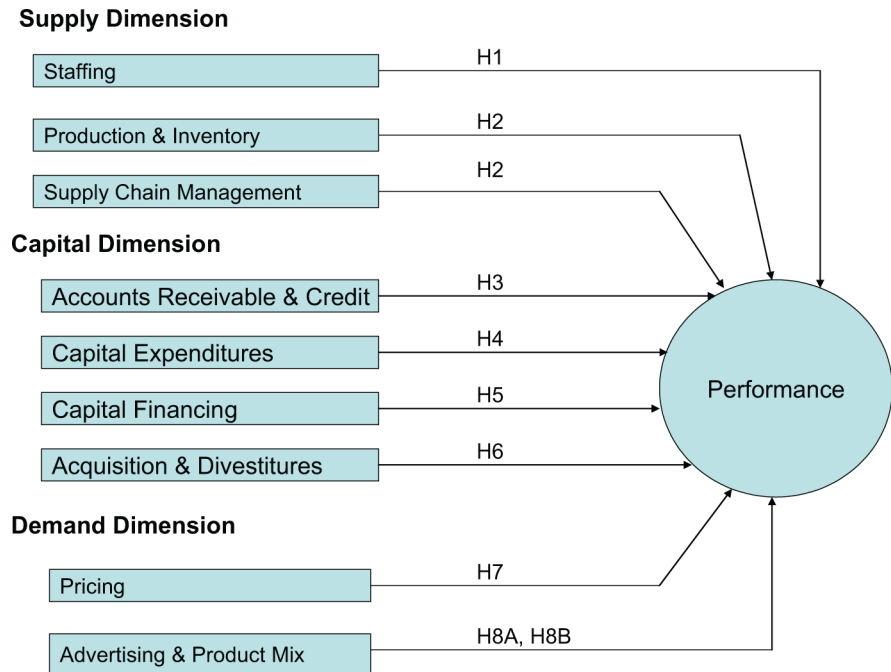 Supply Dimension
Staffing
H1
Production & Inventory
H2
Supply Chain Management
H2
Capital Dimension
Accounts Receivable & Credit
H3
Capital Expenditures
H4
Capital Financing
H5
Acquisition & Divestitures
H6
Performance
Demand Dimension
Pricing
H7
Advertising & Product Mix
H8A, H8B